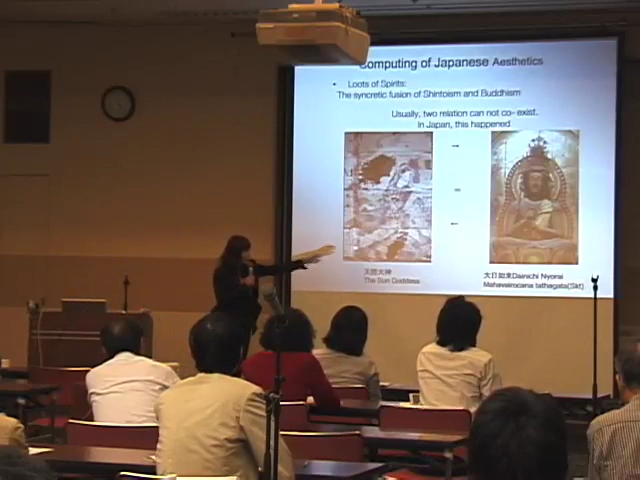 Computing of Japanese Aesthetics
• Loots of Spirits:
The syncretic fusion of Shintoism and Buddhism
Usually, two relation can not co-exist.
In Japan, this happened
→
=
←
天照大神
The Sun Goddess
大日如来Dainichi Nyorai
Mahavairocana tathagata(Skt)